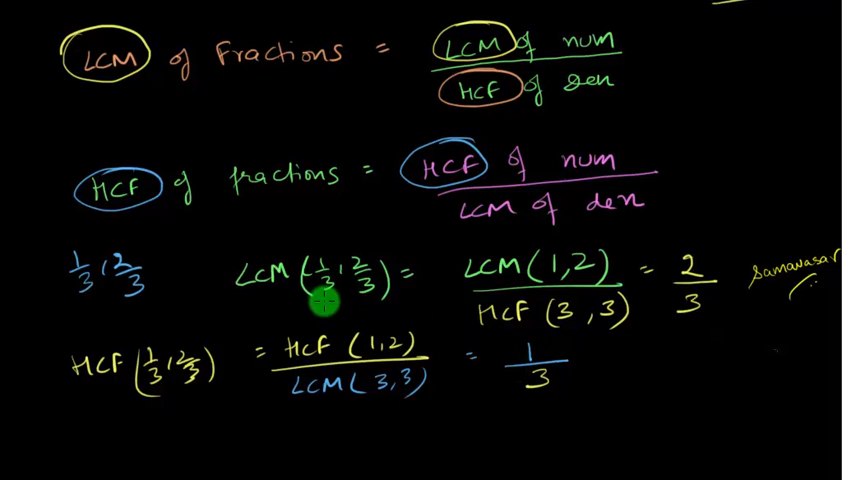 LCM of Fractions = LCM of num / HCF of den
HCF of fractions = HCF of num / LCM of den
1/3, 2/3 LCM (1/3, 2/3) = LCM (1,2) / HCF (3,3) = 2/3
HCF (1/3, 2/3) = HCF (1,2) / LCM (3,3) = 1/3